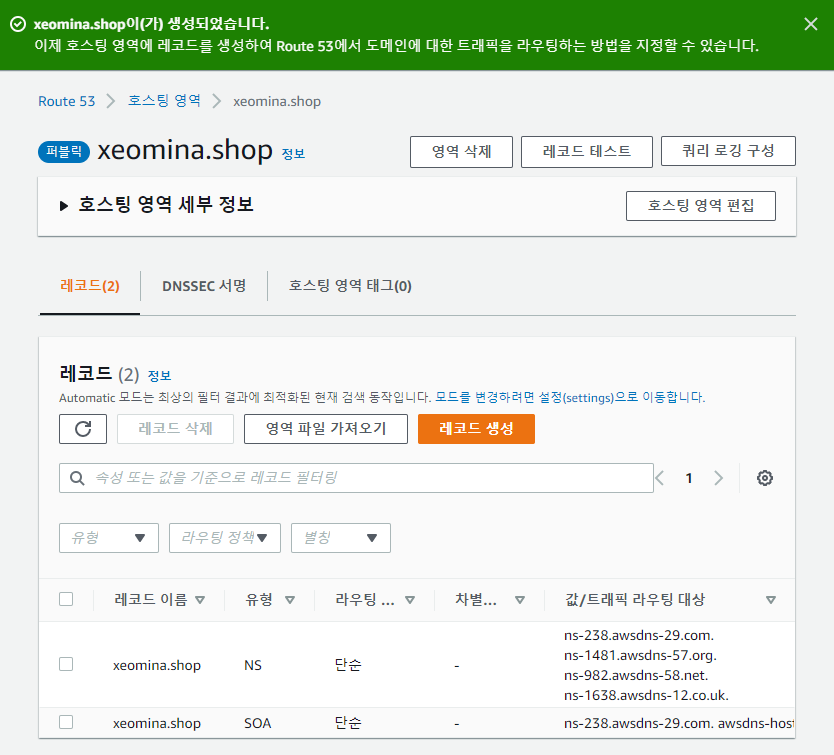 xeomina.shop이(가) 생성되었습니다.
이제 호스팅 영역에 레코드를 생성하여 Route 53에서 도메인에 대한 트래픽을 라우팅하는 방법을 지정할 수 있습니다.
Route 53 호스팅 영역 xeomina.shop
퍼블릭 xeomina.shop 정보 영역 삭제 레코드 테스트 쿼리 로깅 구성
호스팅 영역 세부 정보 호스팅 영역 편집
레코드(2) DNSSEC 서명 호스팅 영역 태그(0)
레코드 (2) 정보
Automatic 모드는 최상의 필터 결과에 최적화된 현재 검색 동작입니다. 모드를 변경하려면 설정(settings)으로 이동합니다.
레코드 삭제 영역 파일 가져오기 레코드 생성
속성 또는 값을 기준으로 레코드 필터링 1
유형 라우팅 정책 별칭
레코드 이름 유형 라우팅 ... 차별... 값/트래픽 라우팅 대상
ns-238.awsdns-29.com.
ns-1481.awsdns-57.org.
xeomina.shop NS 단순 - ns-982.awsdns-58.net.
ns-1638.awsdns-12.co.uk.
xeomina.shop SOA 단순 - ns-238.awsdns-29.com. awsdns-host